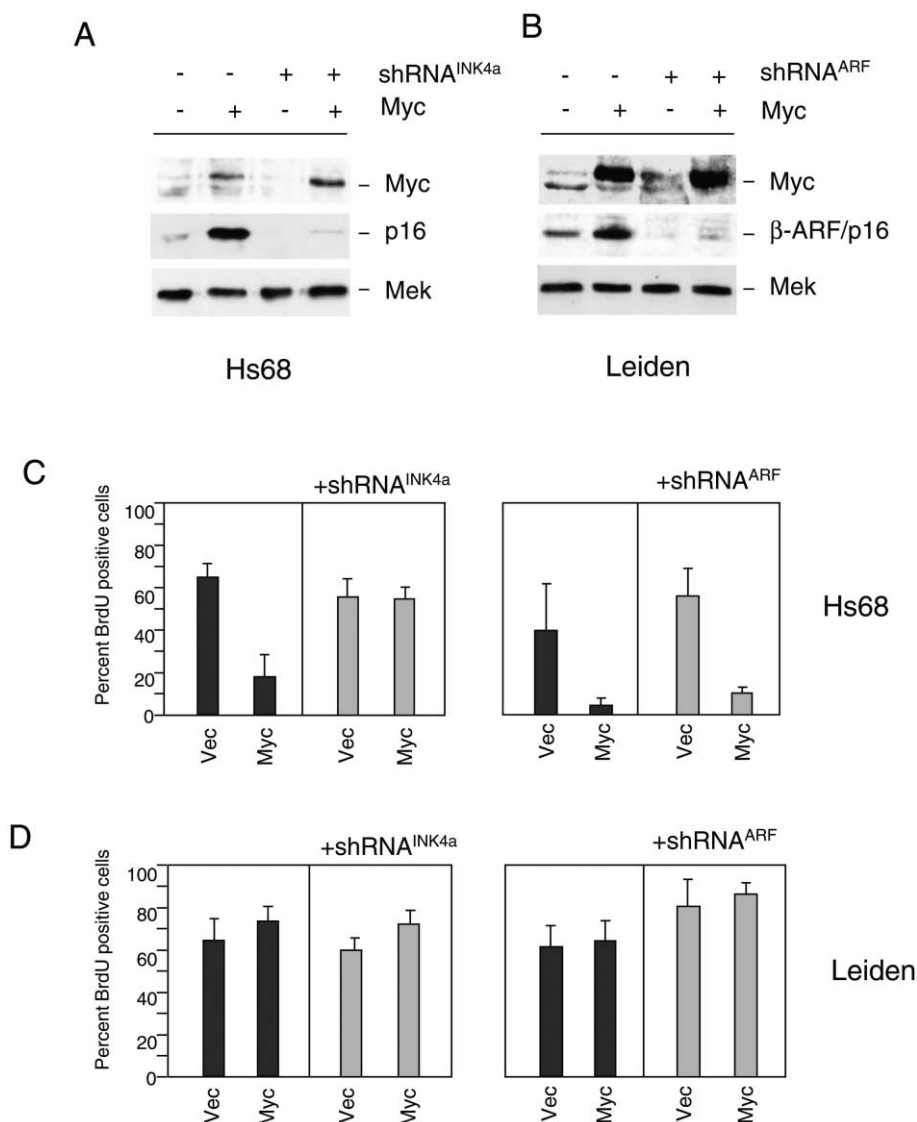 A
- - + + shRNA^INK4a
- + - + Myc
– Myc
– p16
– Mek
Hs68
B
- - + + shRNA^ARF
- + - + Myc
– Myc
– β-ARF/p16
– Mek
Leiden
C
+shRNA^INK4a
+shRNA^ARF
Percent BrdU positive cells
100
80
60
40
20
0
Vec Myc Vec Myc
Vec Myc Vec Myc
Hs68
D
+shRNA^INK4a
+shRNA^ARF
Percent BrdU positive cells
100
80
60
40
20
0
Vec Myc Vec Myc
Vec Myc Vec Myc
Leiden